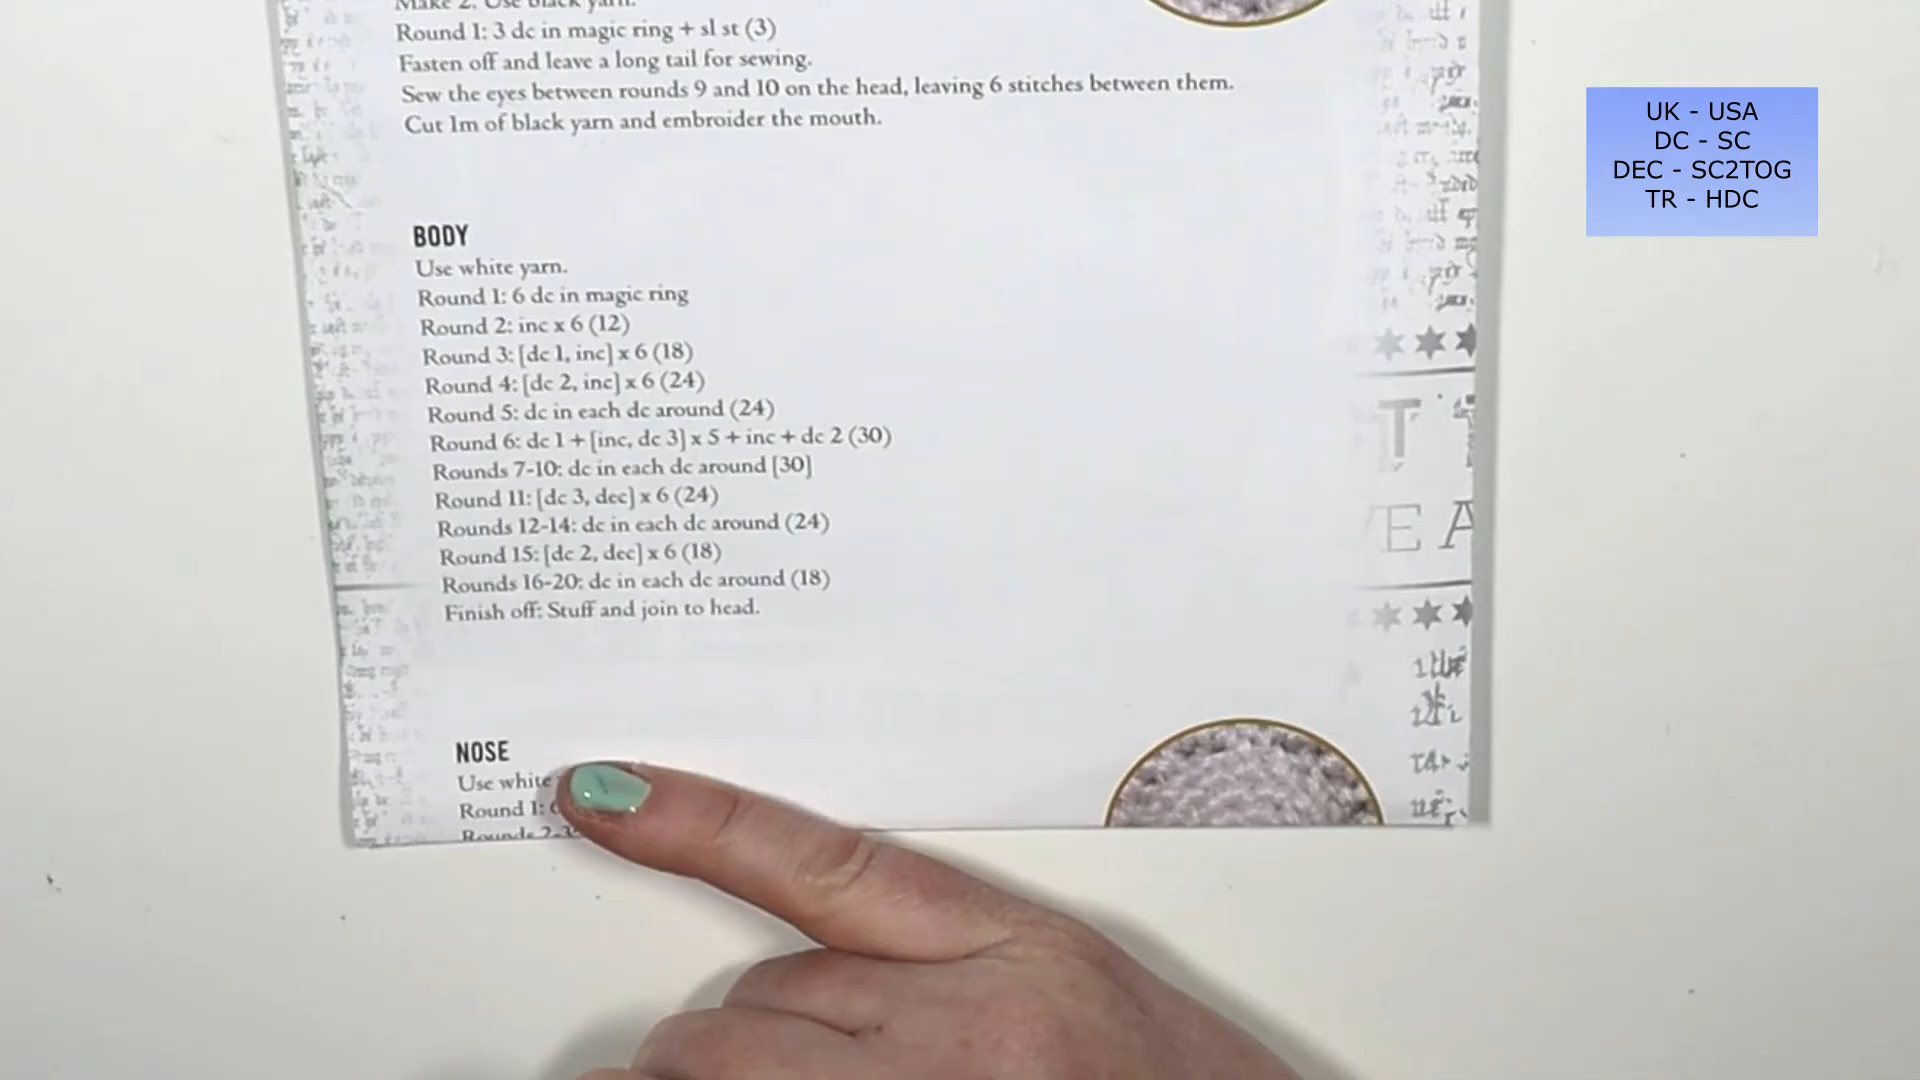 Make 2. Use black yarn.
Round 1: 3 dc in magic ring + sl st (3)
Fasten off and leave a long tail for sewing.
Sew the eyes between rounds 9 and 10 on the head, leaving 6 stitches between them.
Cut 1m of black yarn and embroider the mouth.
UK - USA
DC - SC
DEC - SC2TOG
TR - HDC
BODY
Use white yarn.
Round 1: 6 dc in magic ring
Round 2: inc x 6 (12)
Round 3: [dc 1, inc] x 6 (18)
Round 4: [dc 2, inc] x 6 (24)
Round 5: dc in each dc around (24)
Round 6: dc 1 + [inc, dc 3] x 5 + inc + dc 2 (30)
Rounds 7-10: dc in each dc around [30]
Round 11: [dc 3, dec] x 6 (24)
Rounds 12-14: dc in each dc around (24)
Round 15: [dc 2, dec] x 6 (18)
Rounds 16-20: dc in each dc around (18)
Finish off: Stuff and join to head.
NOSE
Use white
Round 1:
Rounds 2-3